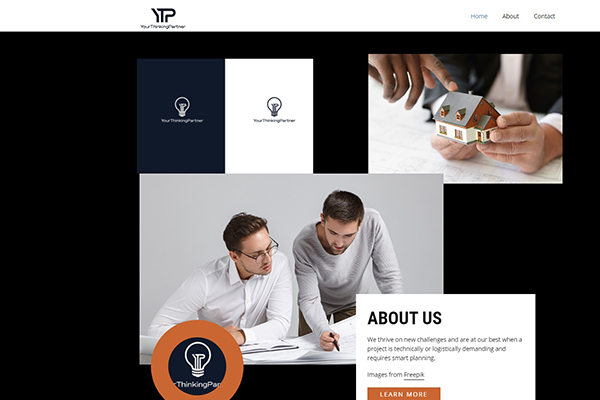 YTP
YourThinkingPartner
Home
About
Contact
YourThinkingPartner
YourThinkingPartner
ABOUT US
We thrive on new challenges and are at our best when a
project is technically or logistically demanding and
requires smart planning.
Images from Freepik
LEARN MORE
rThinkingPar